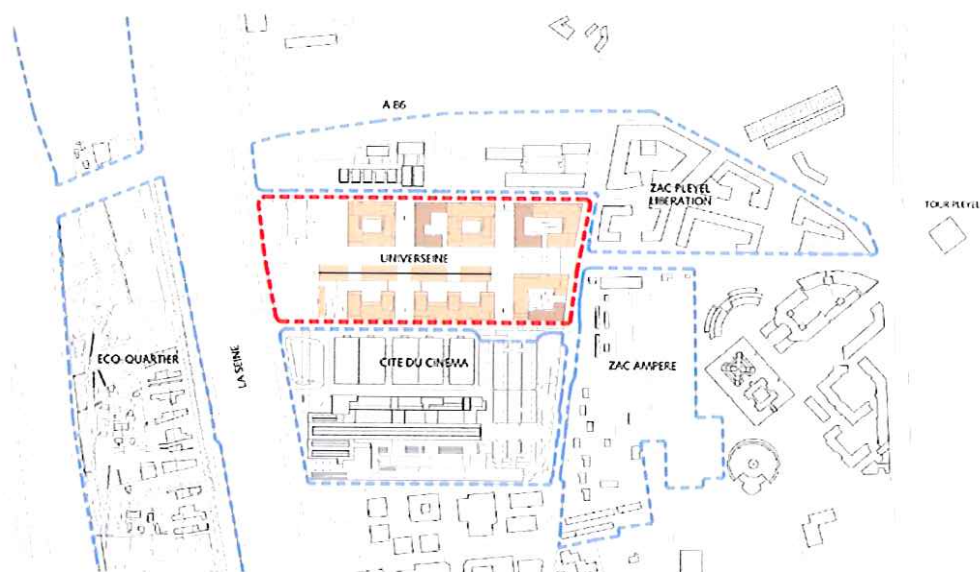 A 86
ZAC PLEYEL
LIBERATION
TOUR PLEYEL
UNIVERSEINE
ECO-QUARTIER
LA SEINE
CITE DU CINEMA
ZAC AMPERE